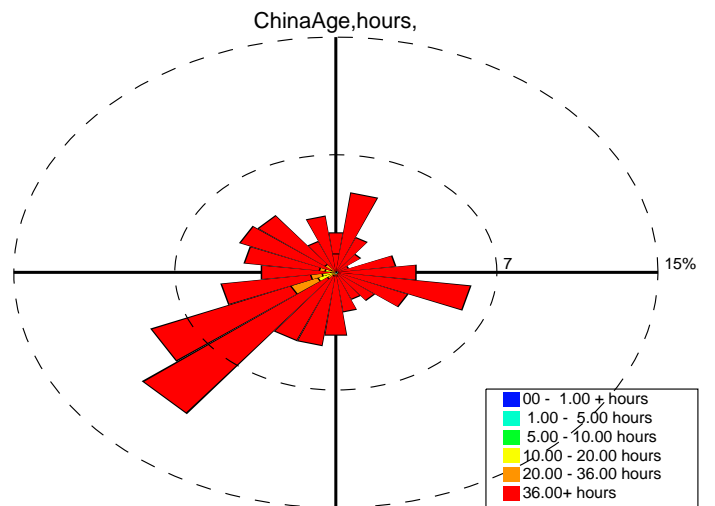 ChinaAge,hours,
7
15%
00 - 1.00 + hours
1.00 - 5.00 hours
5.00 - 10.00 hours
10.00 - 20.00 hours
20.00 - 36.00 hours
36.00+ hours